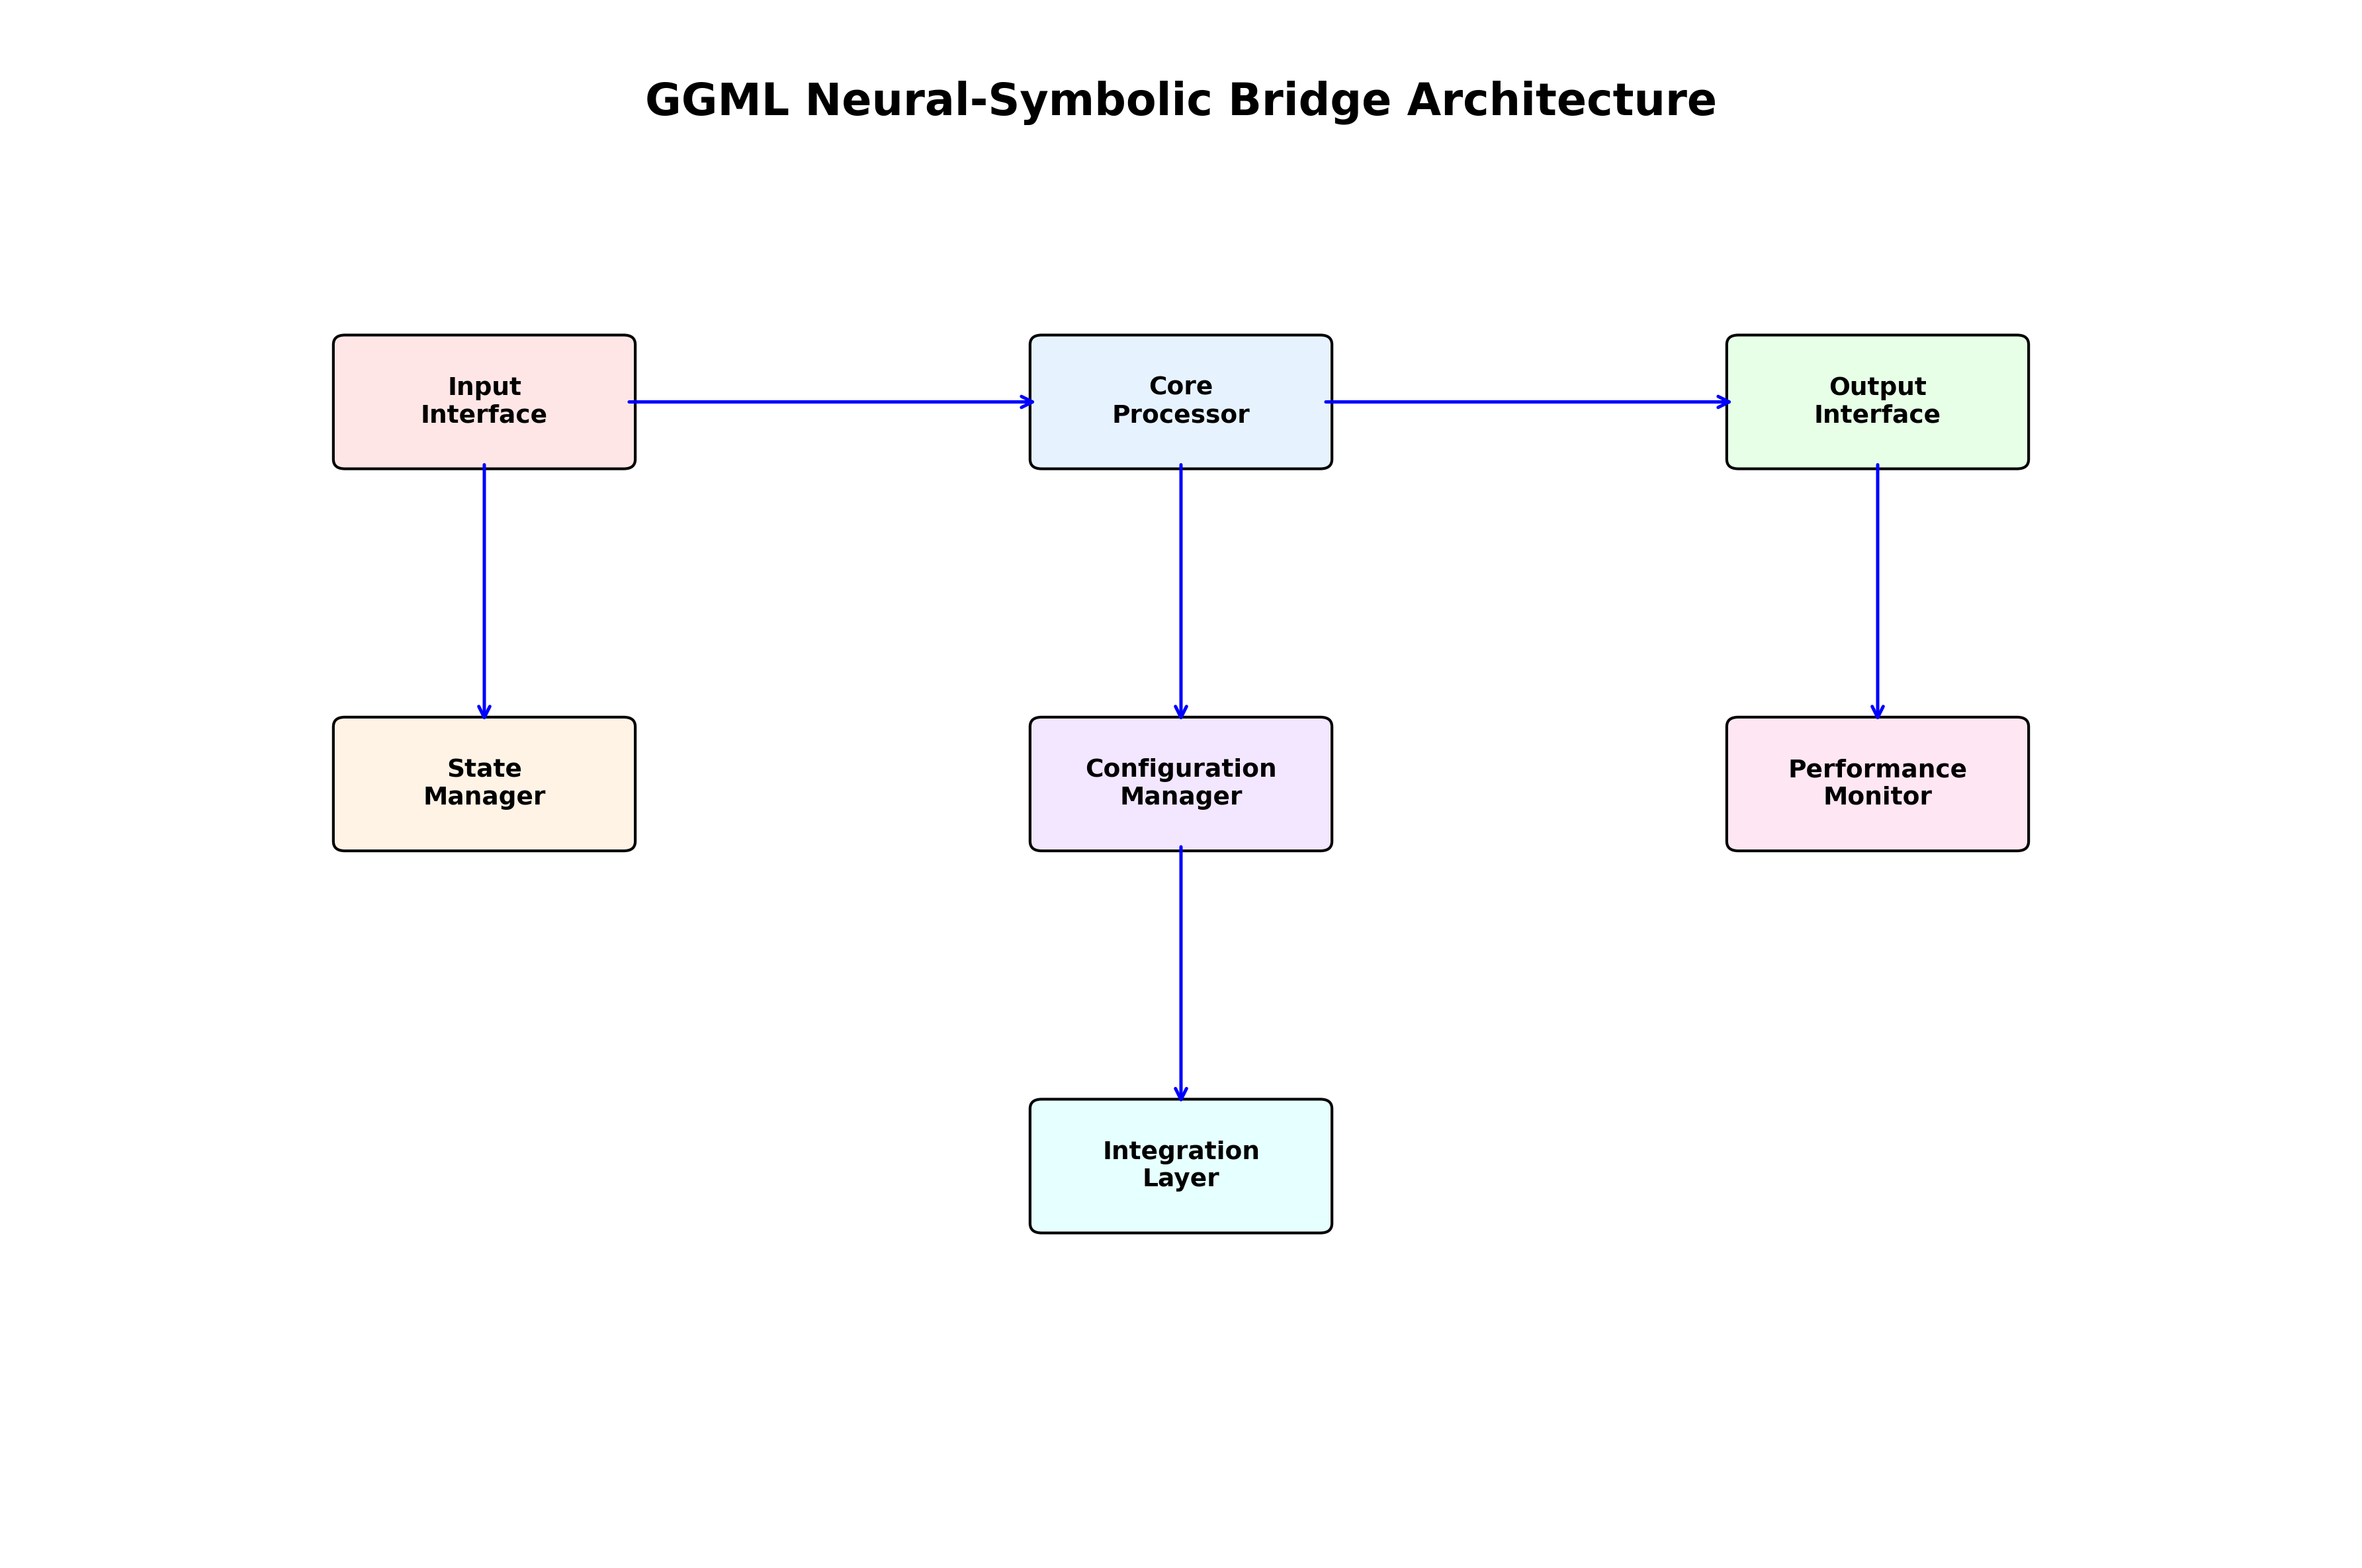 GGML Neural-Symbolic Bridge Architecture
Input
Interface
Core
Processor
Output
Interface
State
Manager
Configuration
Manager
Performance
Monitor
Integration
Layer